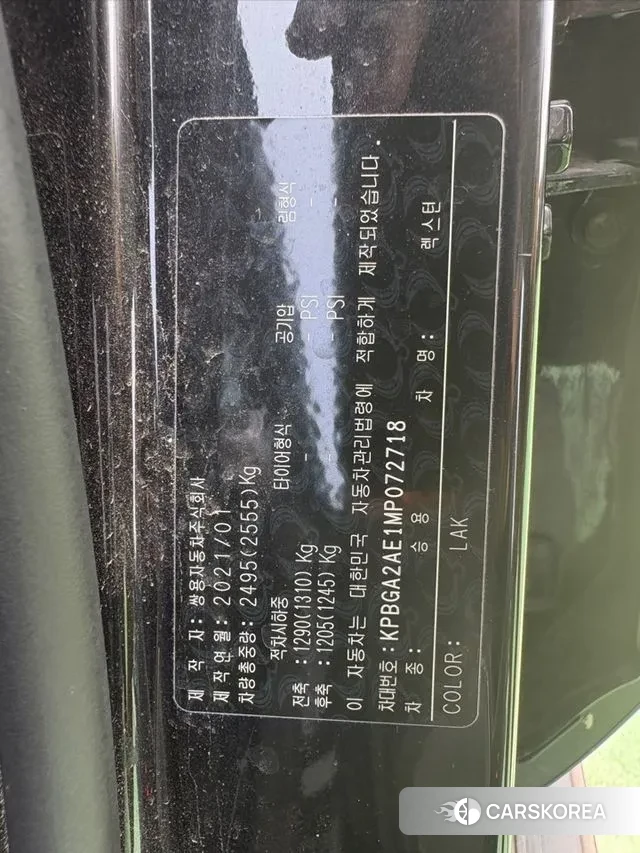 제 작 자: 쌍용자동차주식회사
제작연월: 2021/01
차량총중량: 2495(2555)Kg
적차시하중 타이어형식 공기압 림형식
전축: 1290(1310)Kg - - PSI -
후축: 1205(1245)Kg - - PSI -
이 자동차는 대한민국 자동차관리법령에 적합하게 제작되었습니다.
차대번호: KPBGA2AE1MP072718
차 종: 승 용 차 명: 렉스턴
COLOR: LAK
CARSKOREA